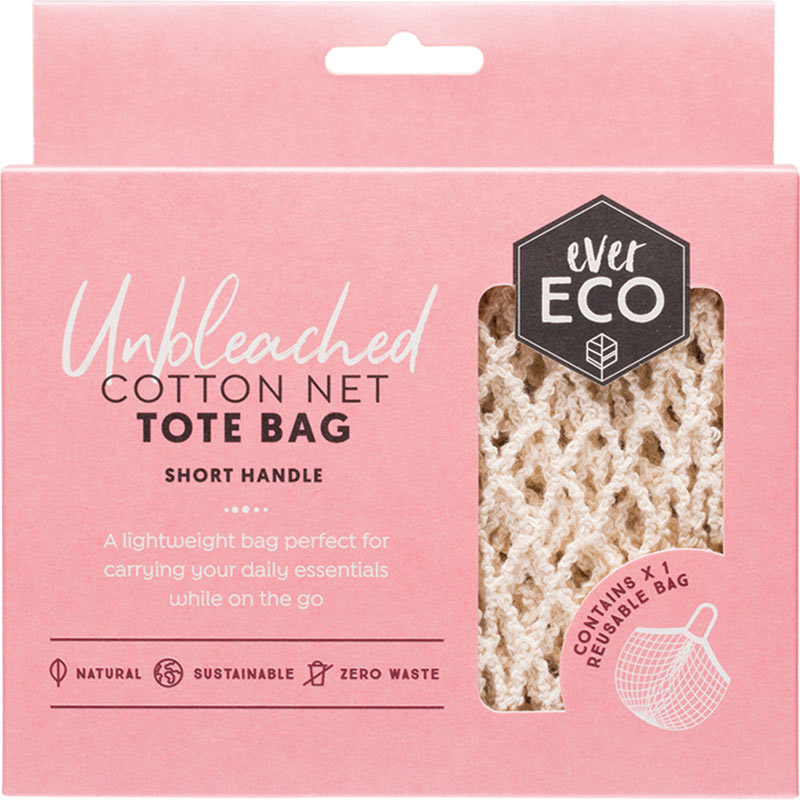 ever
ECO
Unbleached
COTTON NET
TOTE BAG
SHORT HANDLE
A lightweight bag perfect for
carrying your daily essentials
while on the go
NATURAL SUSTAINABLE ZERO WASTE
CONTAINS X 1
REUSABLE BAG